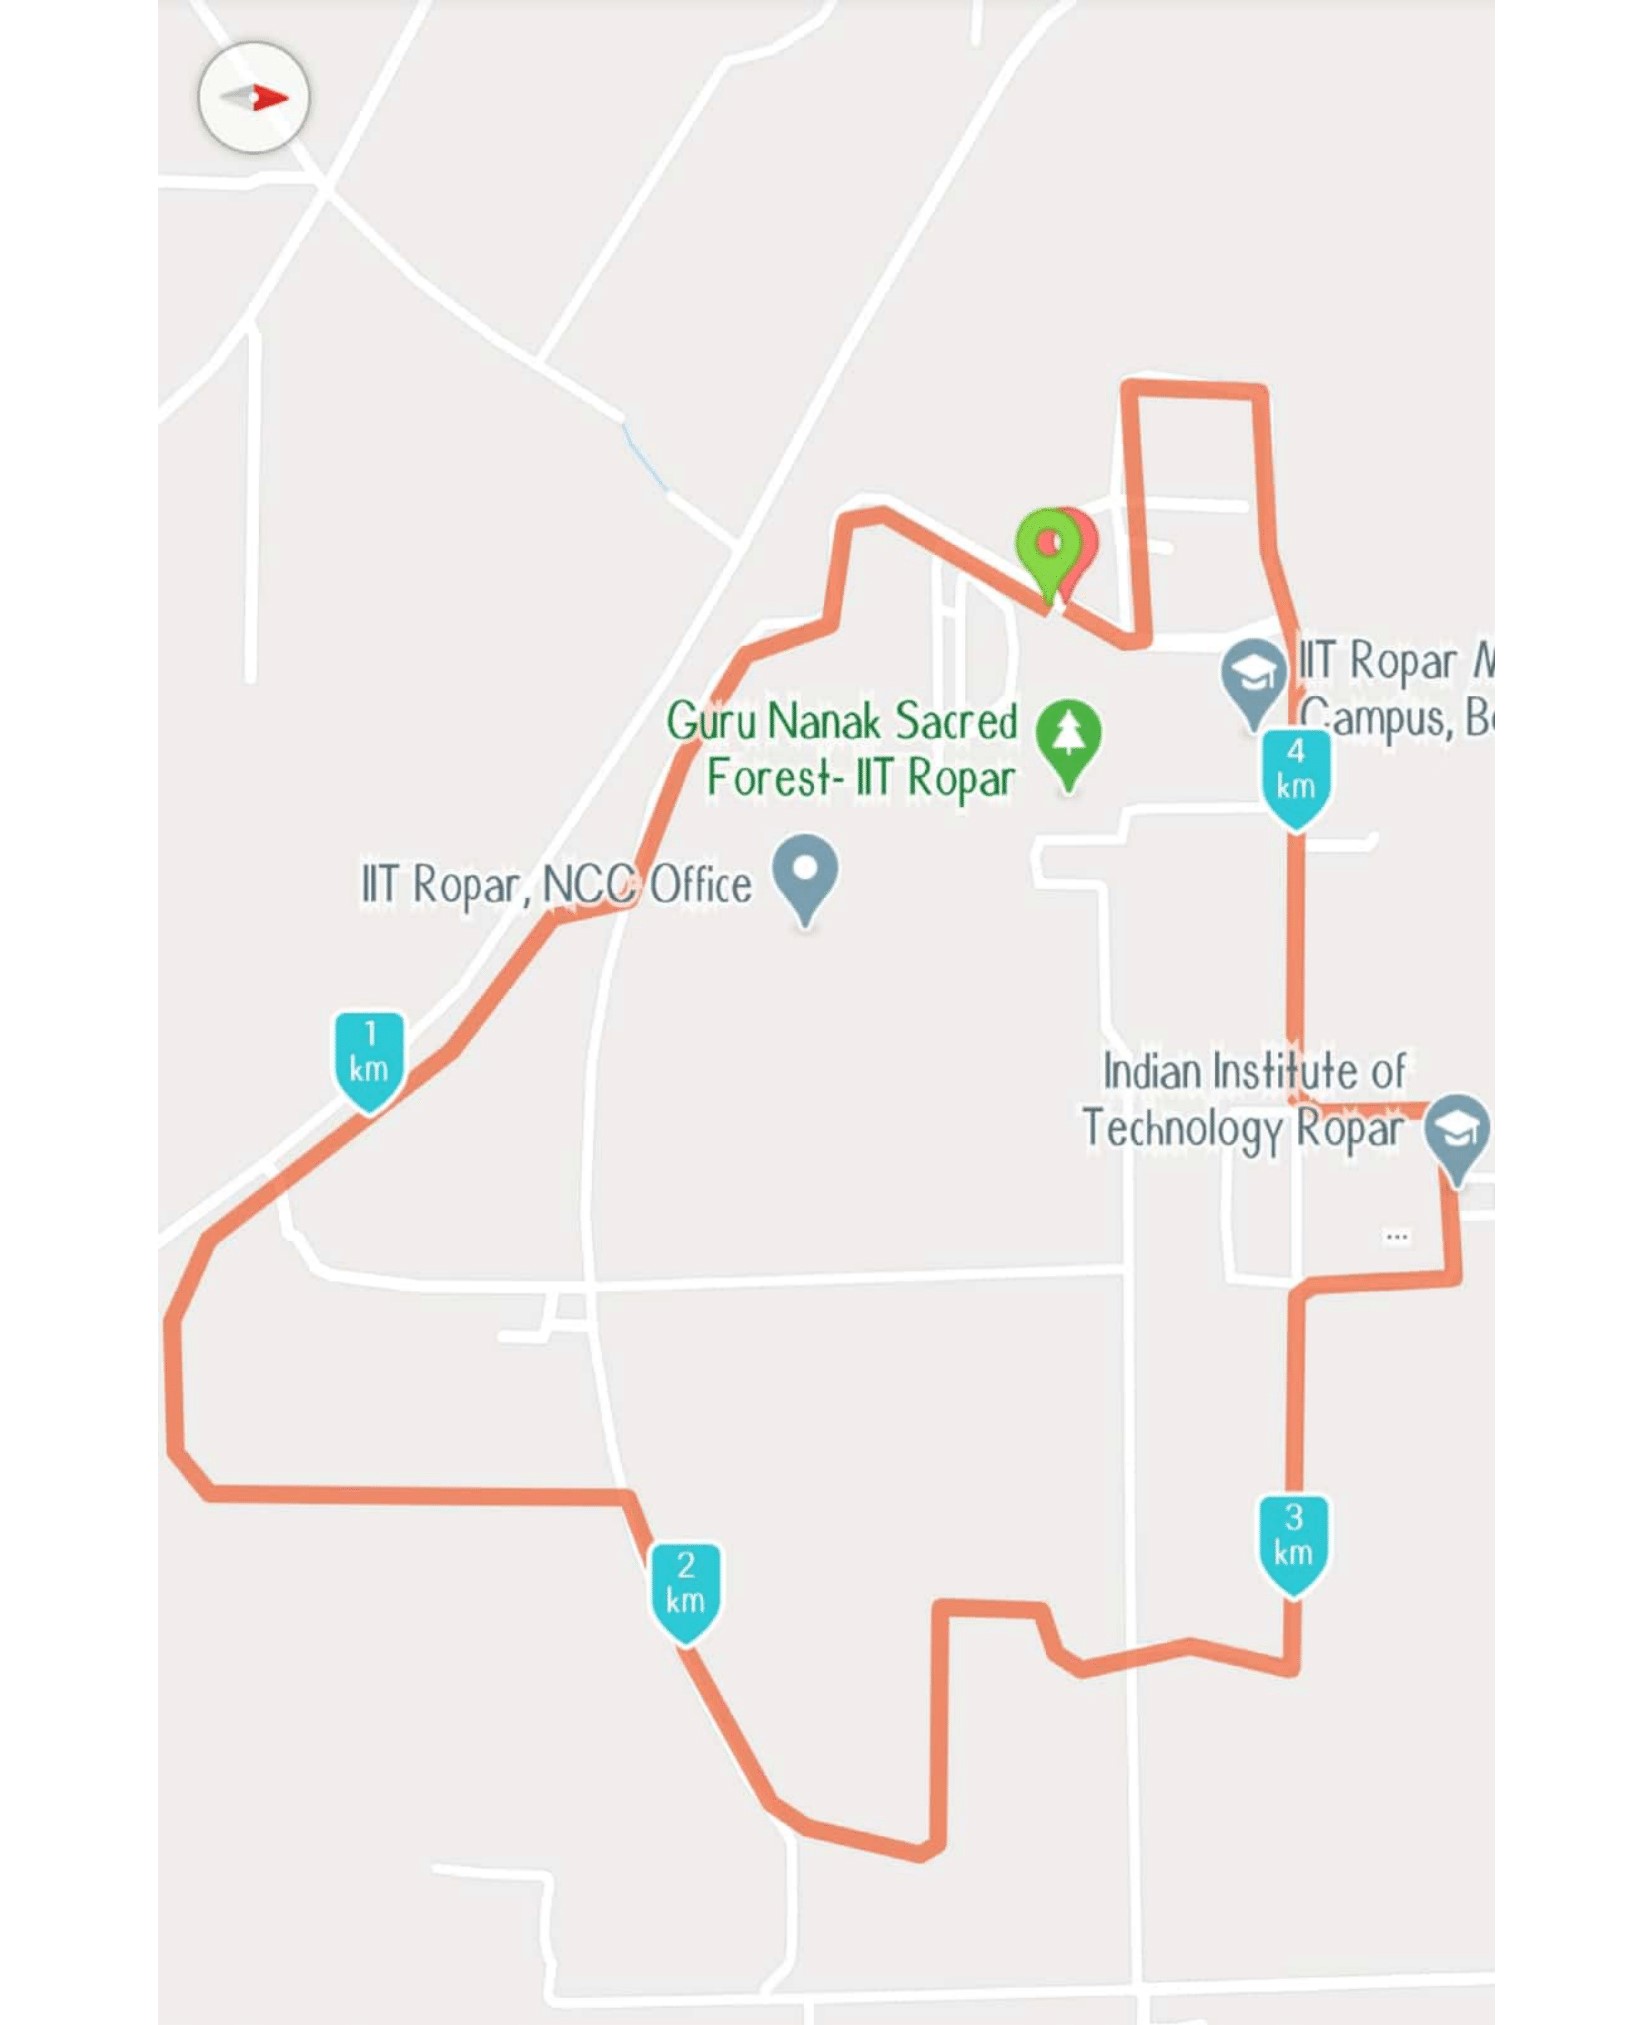 IIT Ropar M
Campus, Be
Guru Nanak Sacred
Forest- IIT Ropar
4
km
IIT Ropar, NCC Office
1
km
Indian Institute of
Technology Ropar
...
3
km
2
km